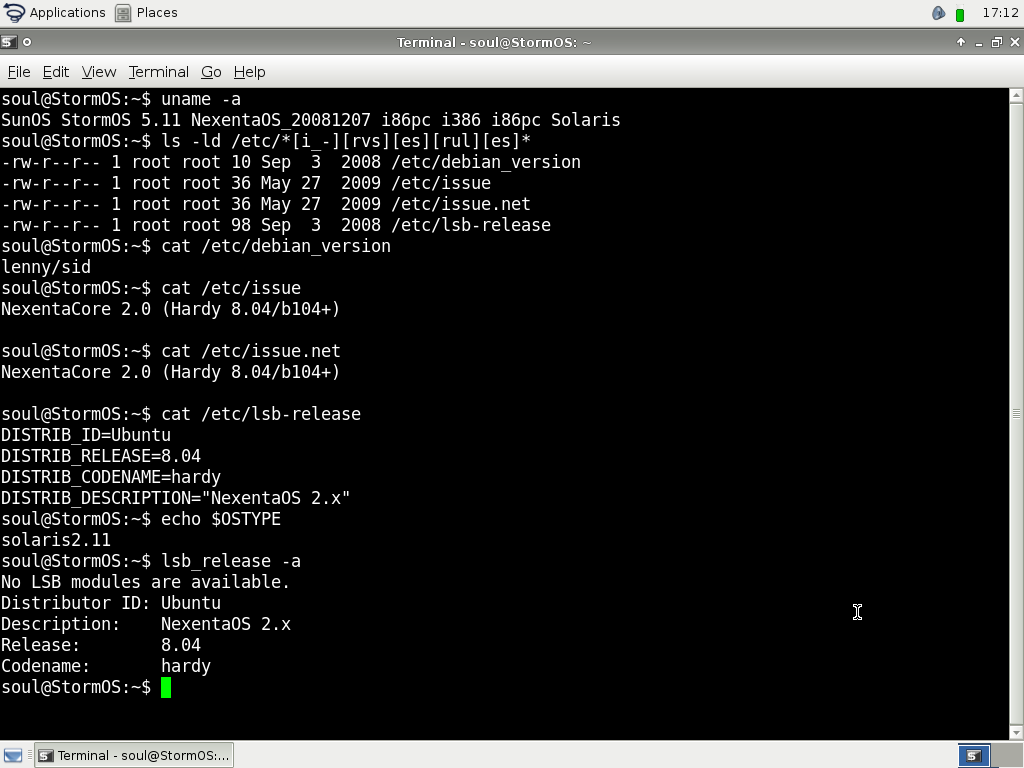 Applications Places 17:12
Terminal - soul@StormOS: ~
File Edit View Terminal Go Help
soul@StormOS:~$ uname -a
SunOS StormOS 5.11 NexentaOS_20081207 i86pc i386 i86pc Solaris
soul@StormOS:~$ ls -ld /etc/*[i_-][rvs][es][rul][es]*
-rw-r--r-- 1 root root 10 Sep  3  2008 /etc/debian_version
-rw-r--r-- 1 root root 36 May 27  2009 /etc/issue
-rw-r--r-- 1 root root 36 May 27  2009 /etc/issue.net
-rw-r--r-- 1 root root 98 Sep  3  2008 /etc/lsb-release
soul@StormOS:~$ cat /etc/debian_version
lenny/sid
soul@StormOS:~$ cat /etc/issue
NexentaCore 2.0 (Hardy 8.04/b104+)
soul@StormOS:~$ cat /etc/issue.net
NexentaCore 2.0 (Hardy 8.04/b104+)
soul@StormOS:~$ cat /etc/lsb-release
DISTRIB_ID=Ubuntu
DISTRIB_RELEASE=8.04
DISTRIB_CODENAME=hardy
DISTRIB_DESCRIPTION="NexentaOS 2.x"
soul@StormOS:~$ echo $OSTYPE
solaris2.11
soul@StormOS:~$ lsb_release -a
No LSB modules are available.
Distributor ID: Ubuntu
Description:    NexentaOS 2.x
Release:        8.04
Codename:       hardy
soul@StormOS:~$
Terminal - soul@StormOS:...